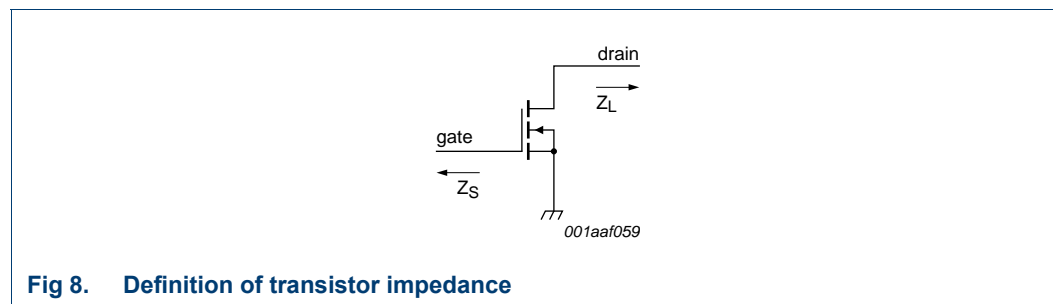 drain
Z_L
gate
Z_S
001aaf059
Fig 8. Definition of transistor impedance